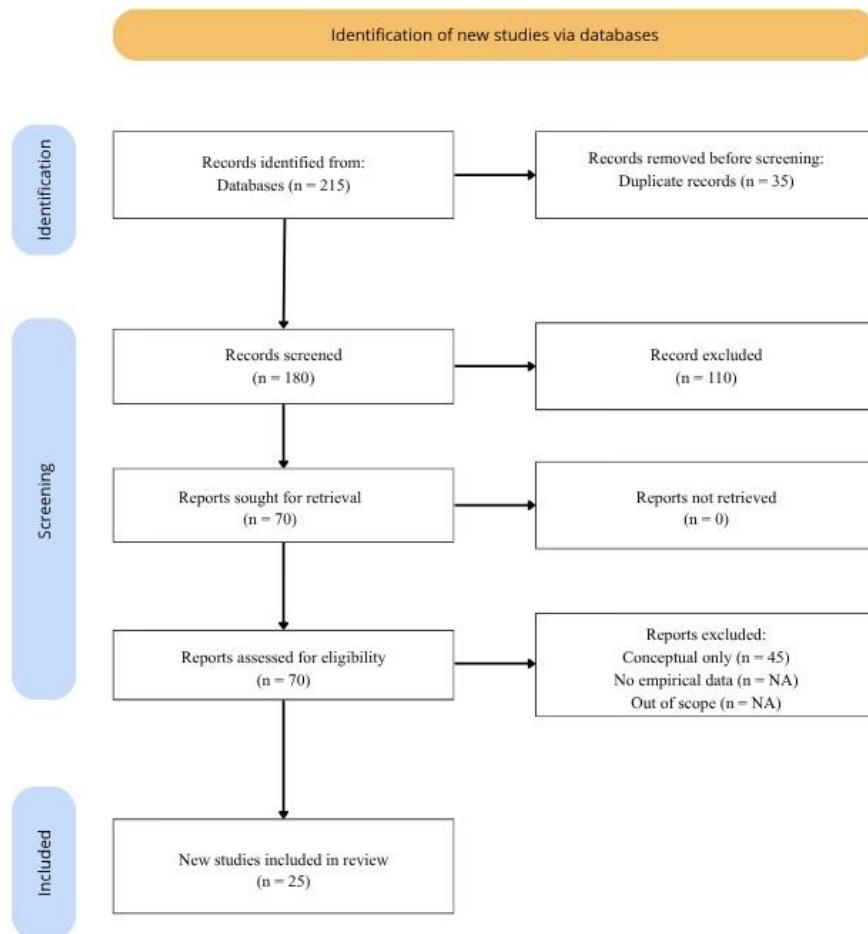 Identification of new studies via databases
Identification
Records identified from:
Databases (n = 215)
Records removed before screening:
Duplicate records (n = 35)
Screening
Records screened
(n = 180)
Record excluded
(n = 110)
Reports sought for retrieval
(n = 70)
Reports not retrieved
(n = 0)
Reports assessed for eligibility
(n = 70)
Reports excluded:
Conceptual only (n = 45)
No empirical data (n = NA)
Out of scope (n = NA)
Included
New studies included in review
(n = 25)